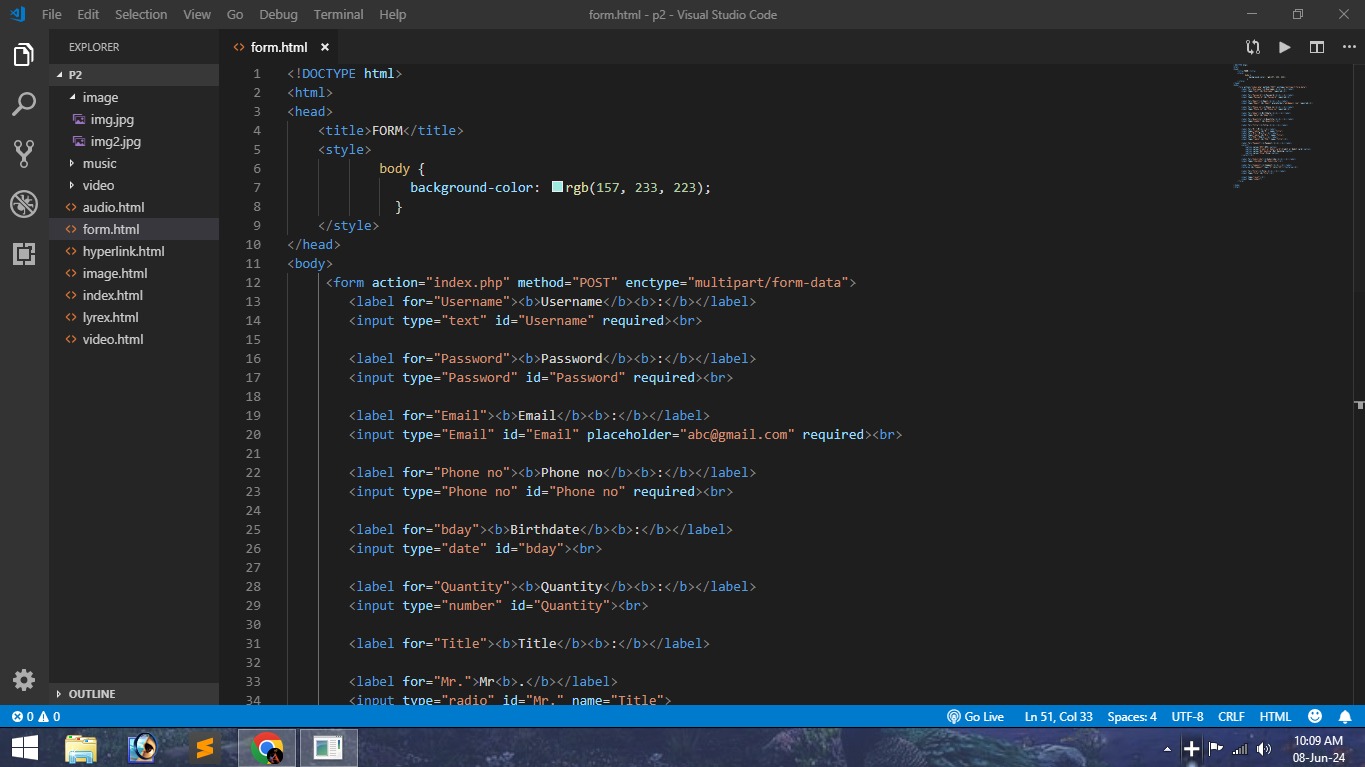 File Edit Selection View Go Debug Terminal Help form.html - p2 - Visual Studio Code
EXPLORER
P2
image
img.jpg
img2.jpg
music
video
audio.html
form.html
hyperlink.html
image.html
index.html
lyrex.html
video.html
OUTLINE
form.html
1 <!DOCTYPE html>
2 <html>
3 <head>
4 <title>FORM</title>
5 <style>
6 body {
7 background-color: rgb(157, 233, 223);
8 }
9 </style>
10 </head>
11 <body>
12 <form action="index.php" method="POST" enctype="multipart/form-data">
13 <label for="Username"><b>Username</b><b>:</b></label>
14 <input type="text" id="Username" required><br>
15
16 <label for="Password"><b>Password</b><b>:</b></label>
17 <input type="Password" id="Password" required><br>
18
19 <label for="Email"><b>Email</b><b>:</b></label>
20 <input type="Email" id="Email" placeholder="abc@gmail.com" required><br>
21
22 <label for="Phone no"><b>Phone no</b><b>:</b></label>
23 <input type="Phone no" id="Phone no" required><br>
24
25 <label for="bday"><b>Birthdate</b><b>:</b></label>
26 <input type="date" id="bday"><br>
27
28 <label for="Quantity"><b>Quantity</b><b>:</b></label>
29 <input type="number" id="Quantity"><br>
30
31 <label for="Title"><b>Title</b><b>:</b></label>
32
33 <label for="Mr.">Mr<b>.</b></label>
34 <input type="radio" id="Mr." name="Title">
0 0 Go Live Ln 51, Col 33 Spaces: 4 UTF-8 CRLF HTML
10:09 AM
08-Jun-24